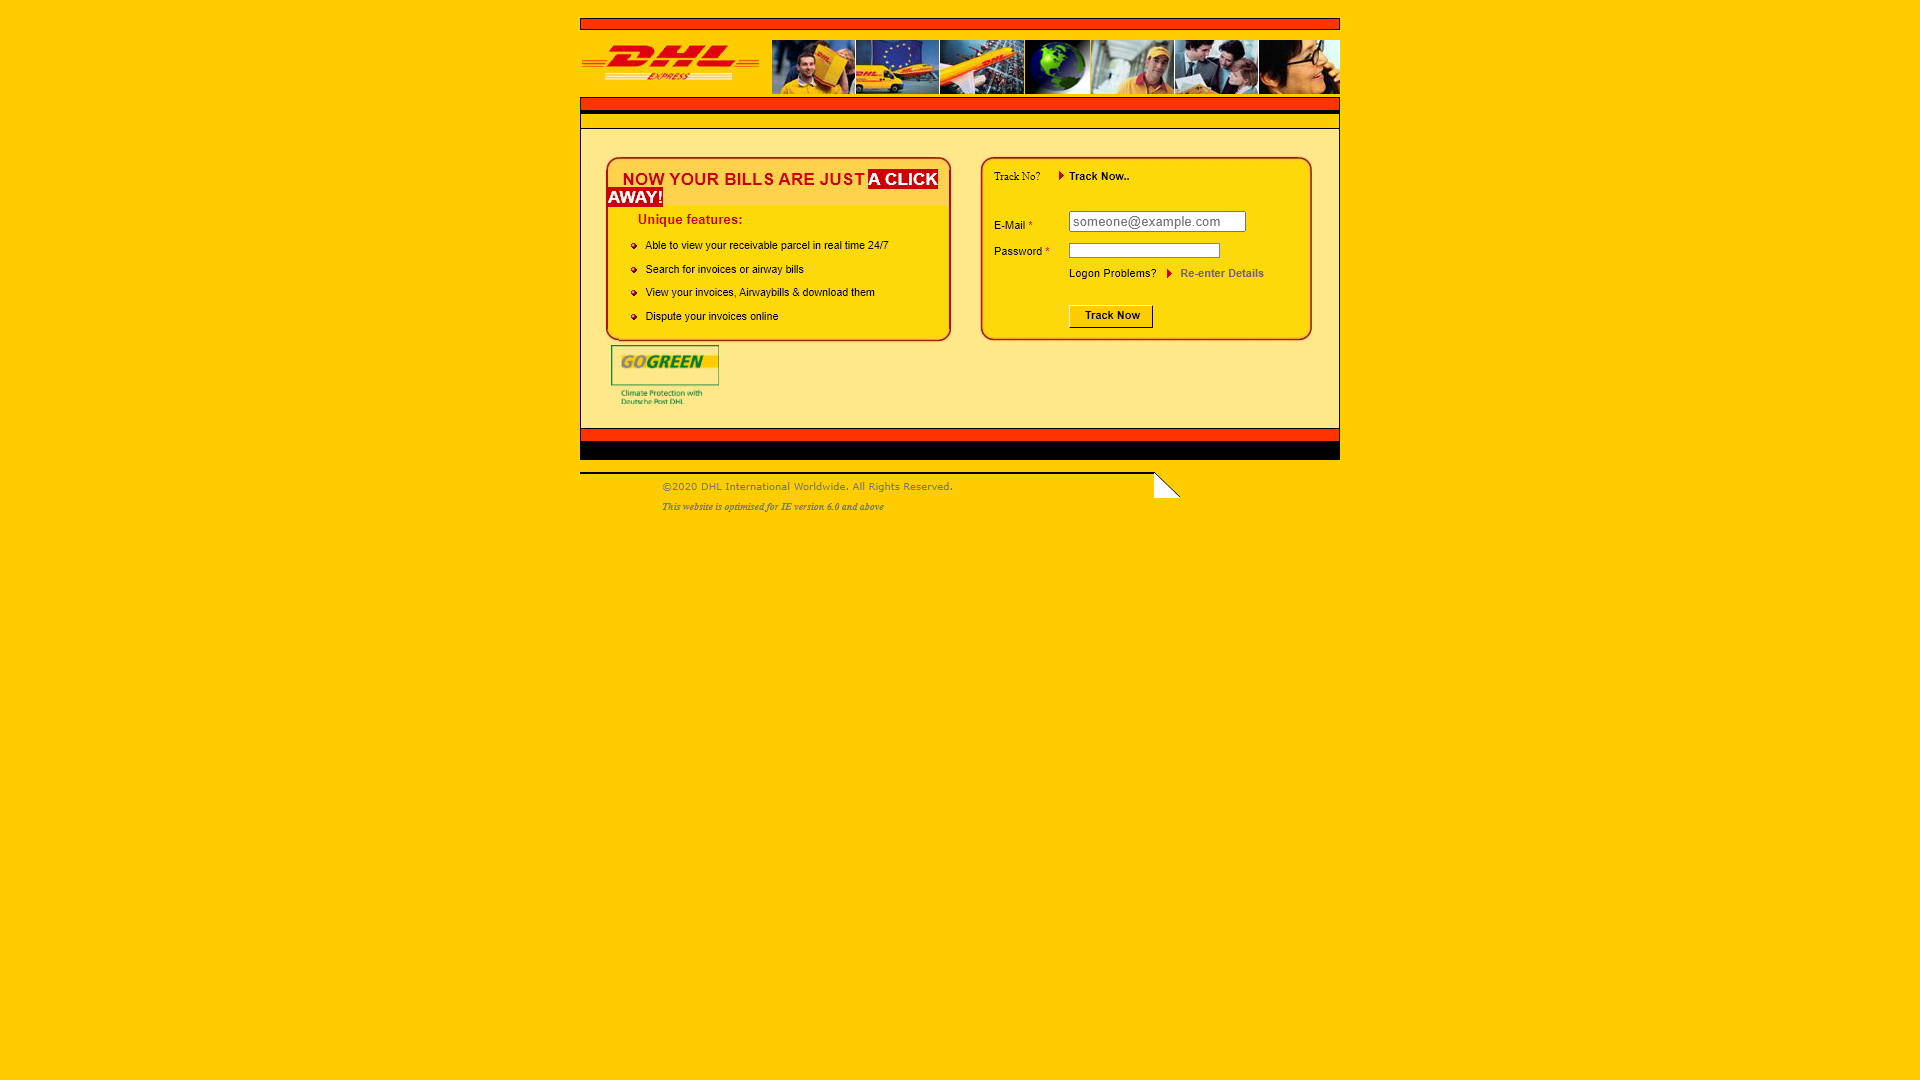 DHL
EXPRESS
NOW YOUR BILLS ARE JUST A CLICK
AWAY!
Unique features:
Able to view your receivable parcel in real time 24/7
Search for invoices or airway bills
View your invoices, Airwaybills & download them
Dispute your invoices online
GOGREEN
Climate Protection with
Deutsche Post DHL
Track No? Track Now..
E-Mail * someone@example.com
Password *
Logon Problems? Re-enter Details
Track Now
©2020 DHL International Worldwide. All Rights Reserved.
This website is optimised for IE version 6.0 and above